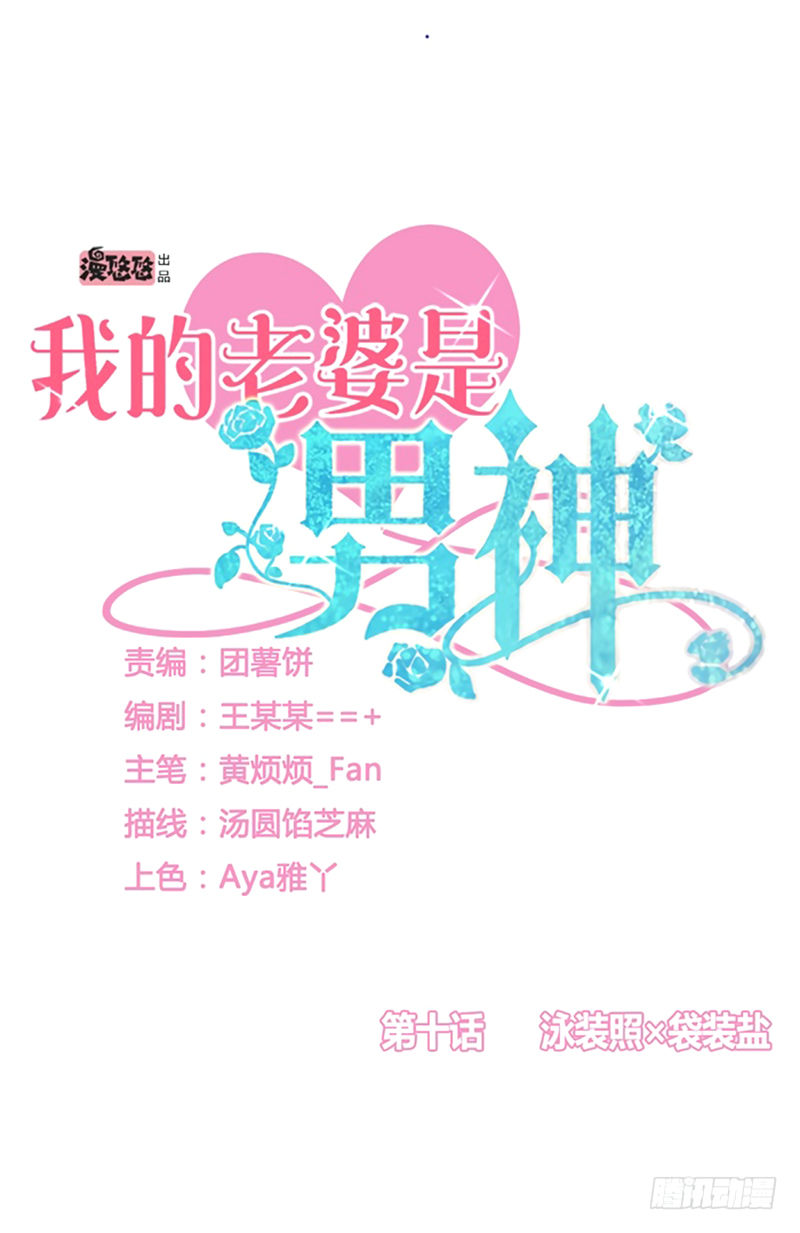 漫悠悠出品
我的老婆是
男神
责编：团薯饼
编剧：王某某==+
主笔：黄烦烦_Fan
描线：汤圆馅芝麻
上色：Aya雅丫
第十话 泳装照×袋装盐
腾讯动漫